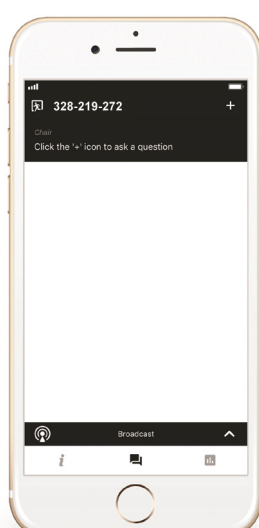 328-219-272 +
Chair
Click the '+' icon to ask a question
Broadcast
i